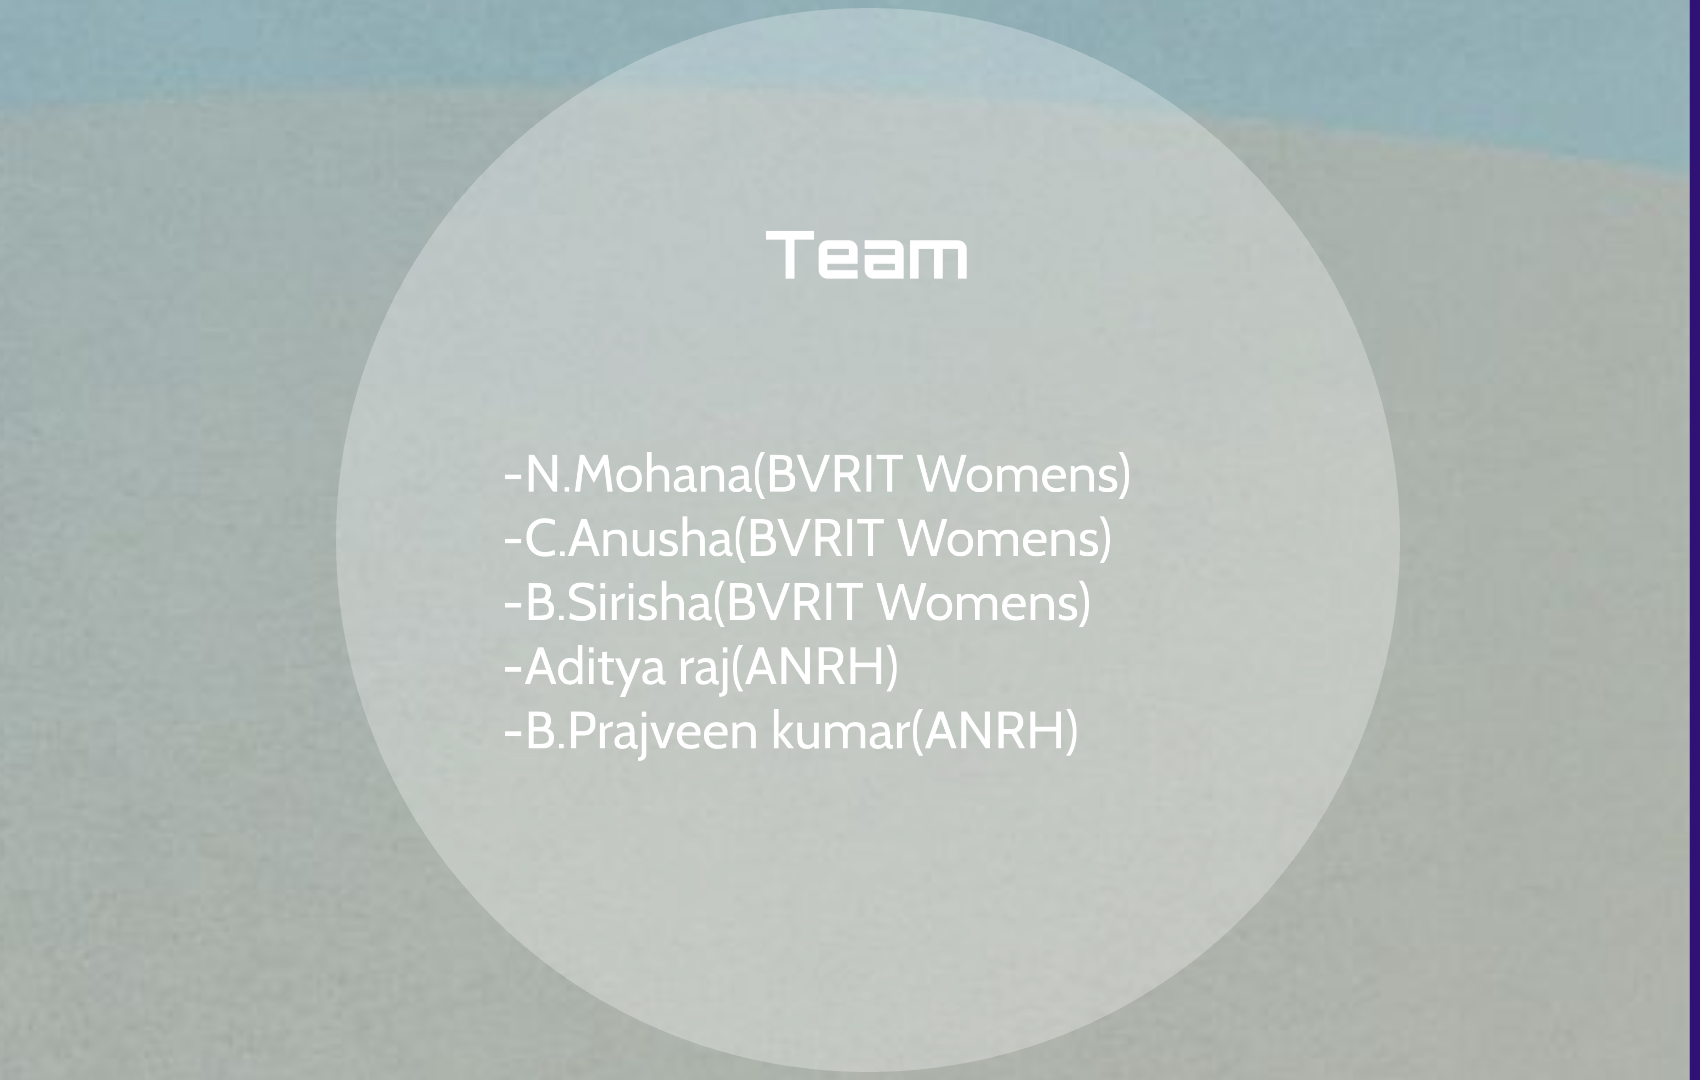 Team
-N.Mohana(BVRIT Womens)
-C.Anusha(BVRIT Womens)
-B.Sirisha(BVRIT Womens)
-Aditya raj(ANRH)
-B.Prajveen kumar(ANRH)